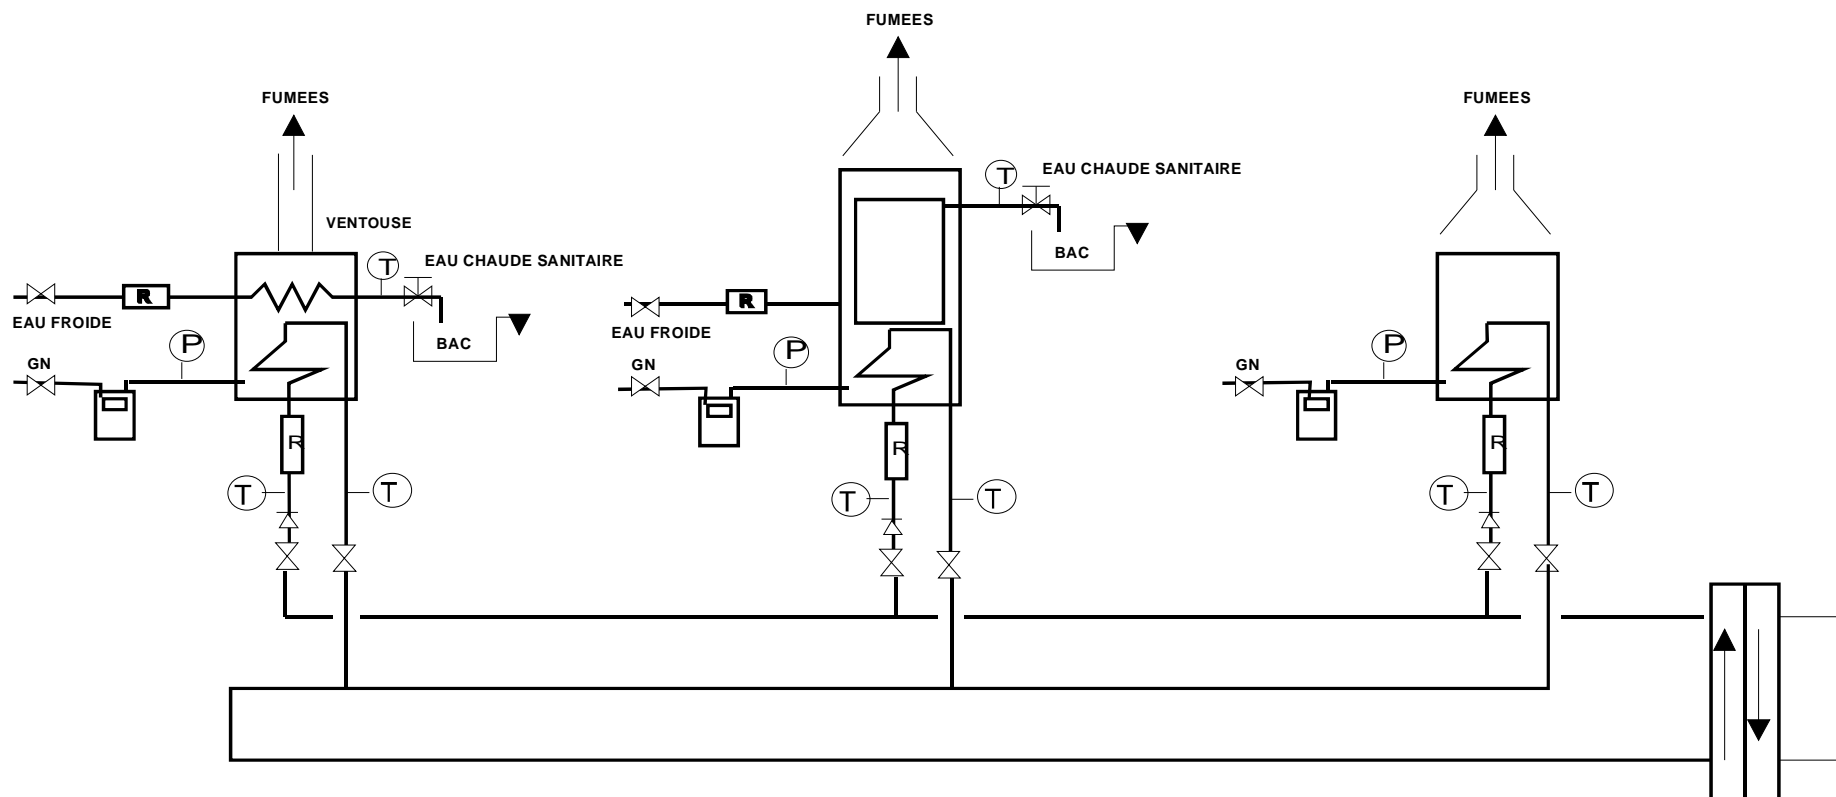 FUMEES
FUMEES
FUMEES
T
EAU CHAUDE SANITAIRE
VENTOUSE
BAC
T
EAU CHAUDE SANITAIRE
R
R
EAU FROIDE
EAU FROIDE
BAC
P
P
P
GN
GN
GN
R
R
R
T
T
T
T
T
T